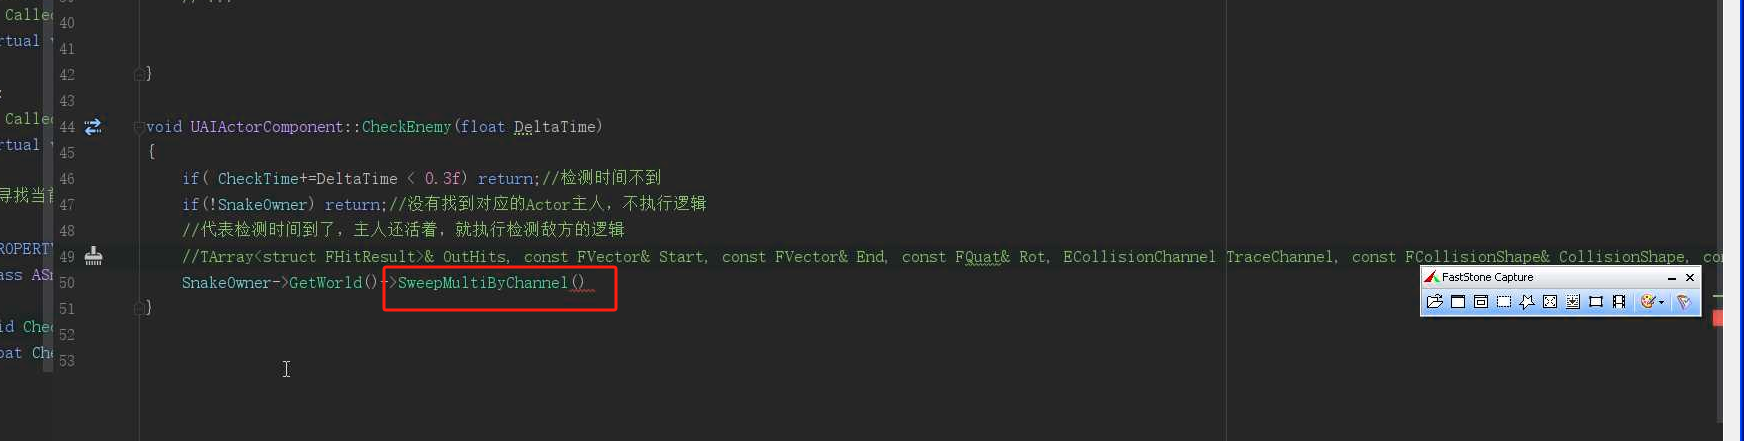 // ...
40
41
42 }
43
44 void UAIActorComponent::CheckEnemy(float DeltaTime)
45 {
46 if( CheckTime+=DeltaTime < 0.3f) return;//检测时间不到
47 if(!SnakeOwner) return;//没有找到对应的Actor主人，不执行逻辑
48 //代表检测时间到了，主人还活着，就执行检测敌方的逻辑
49 //TArray<struct FHitResult>& OutHits, const FVector& Start, const FVector& End, const FQuat& Rot, ECollisionChannel TraceChannel, const FCollisionShape& CollisionShape, co
50 SnakeOwner->GetWorld()->SweepMultiByChannel()
51 }
52
53
Calle
rtual
:
Calle
rtual
寻找当
ROPERT
ass AS
id Che
oat Che
FastStone Capture